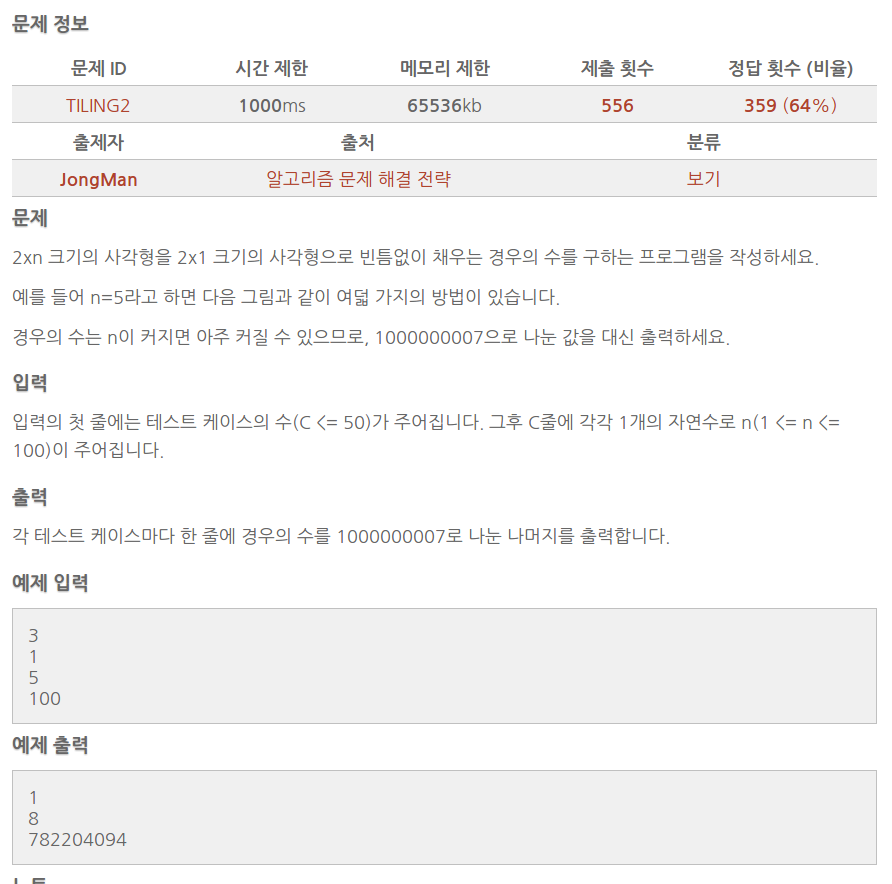 문제 정보
문제 ID 시간 제한 메모리 제한 제출 횟수 정답 횟수 (비율)
TILING2 1000ms 65536kb 556 359 (64%)
출제자 출처 분류
JongMan 알고리즘 문제 해결 전략 보기
문제
2xn 크기의 사각형을 2x1 크기의 사각형으로 빈틈없이 채우는 경우의 수를 구하는 프로그램을 작성하세요.
예를 들어 n=5라고 하면 다음 그림과 같이 여덟 가지의 방법이 있습니다.
경우의 수는 n이 커지면 아주 커질 수 있으므로, 1000000007으로 나눈 값을 대신 출력하세요.
입력
입력의 첫 줄에는 테스트 케이스의 수(C <= 50)가 주어집니다. 그후 C줄에 각각 1개의 자연수로 n(1 <= n <=
100)이 주어집니다.
출력
각 테스트 케이스마다 한 줄에 경우의 수를 1000000007로 나눈 나머지를 출력합니다.
예제 입력
3
1
5
100
예제 출력
1
8
782204094